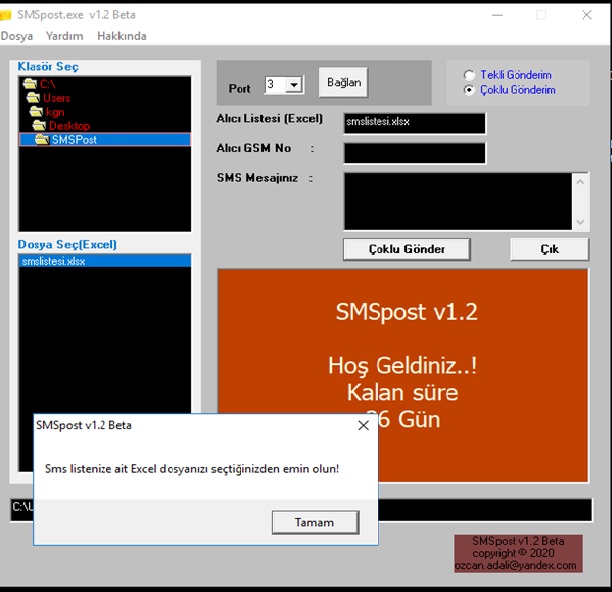 SMSpost.exe v1.2 Beta
Dosya Yardım Hakkında
Klasör Seç
C:\
Users
kgn
Desktop
SMSPost
Port 3 Bağlan
Tekli Gönderim
Çoklu Gönderim
Alıcı Listesi (Excel) smslistesi.xlsx
Alıcı GSM No :
SMS Mesajınız :
Çoklu Gönder Çık
Dosya Seç(Excel)
smslistesi.xlsx
SMSpost v1.2
Hoş Geldiniz..!
Kalan süre
Gün
SMSpost v1.2 Beta
Sms listenize ait Excel dosyanızı seçtiğinizden emin olun!
Tamam
C:\U
SMSpost v1.2 Beta
copyright © 2020
ozcan.adali@yandex.com